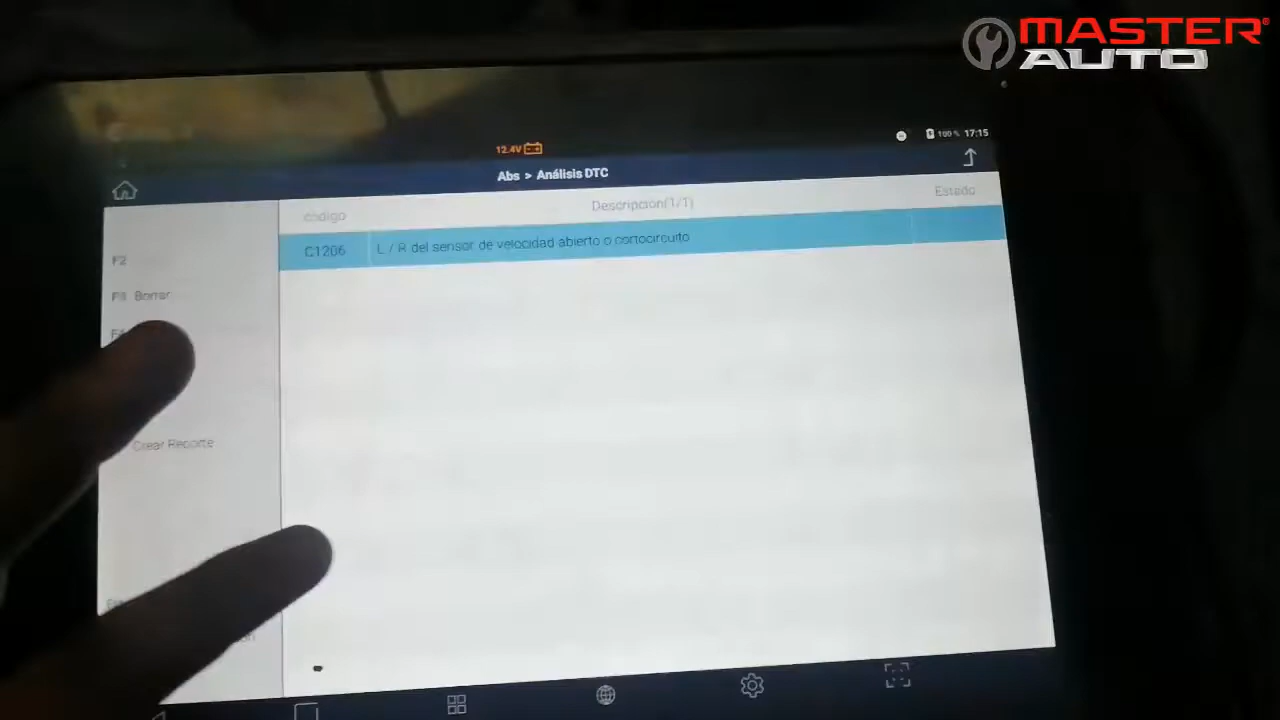 MASTER
AUTO
12.4V
100 % 17:15
Abs > Análisis DTC
código Descripción(1/1) Estado
C1206 L / R del sensor de velocidad abierto o cortocircuito
F2
F3 Borrar
F4
Crear Reporte